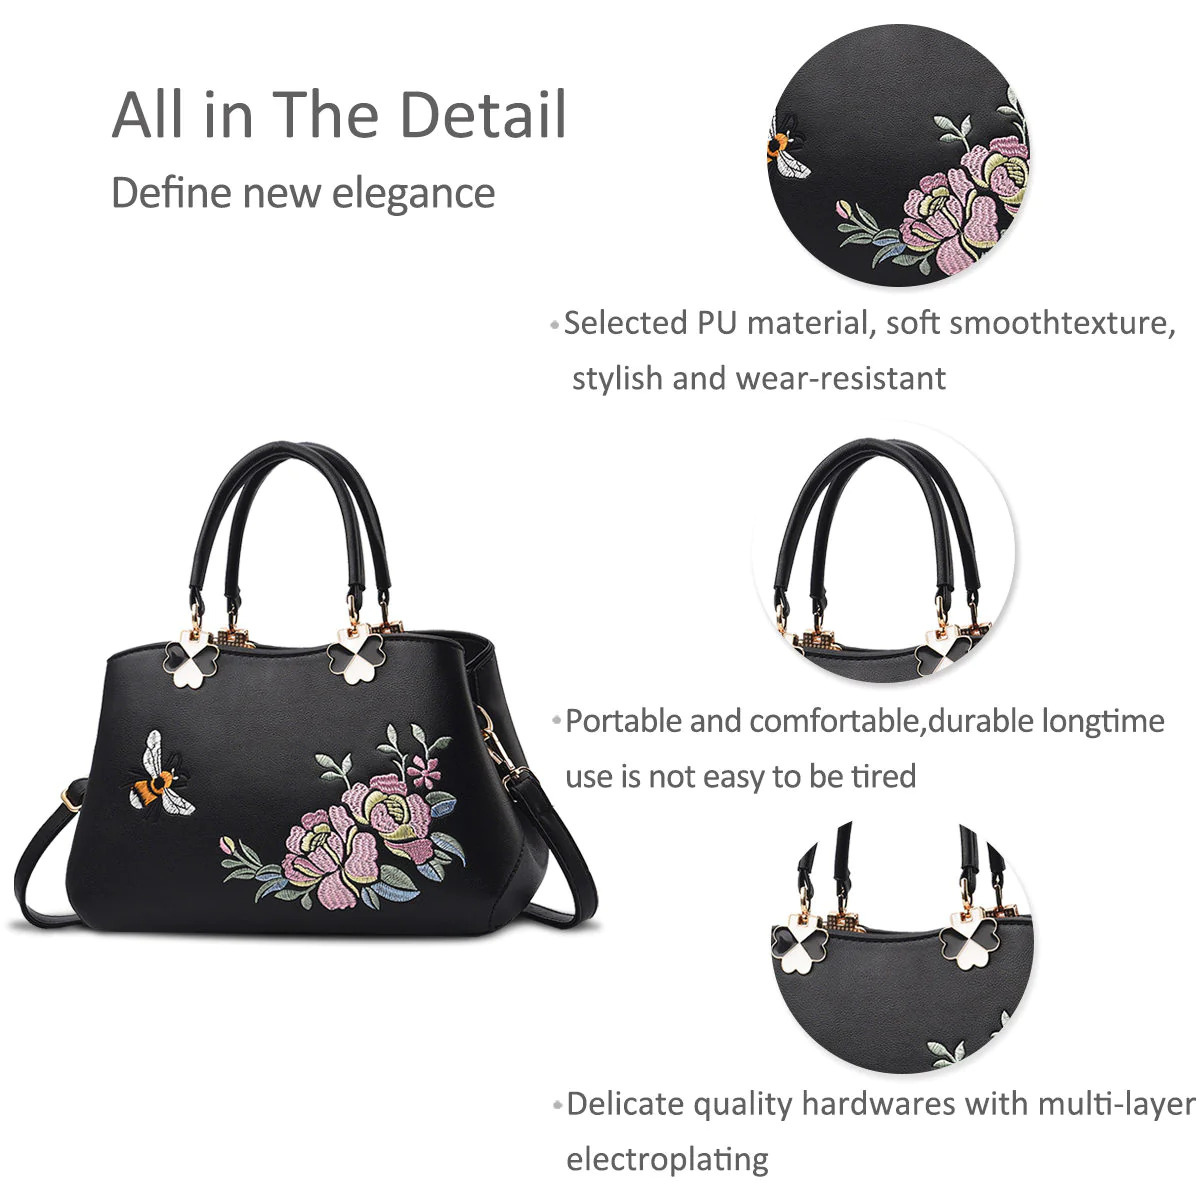 All in The Detail
Define new elegance
Selected PU material, soft smoothtexture,
stylish and wear-resistant
Portable and comfortable,durable longtime
use is not easy to be tired
Delicate quality hardwares with multi-layer
electroplating